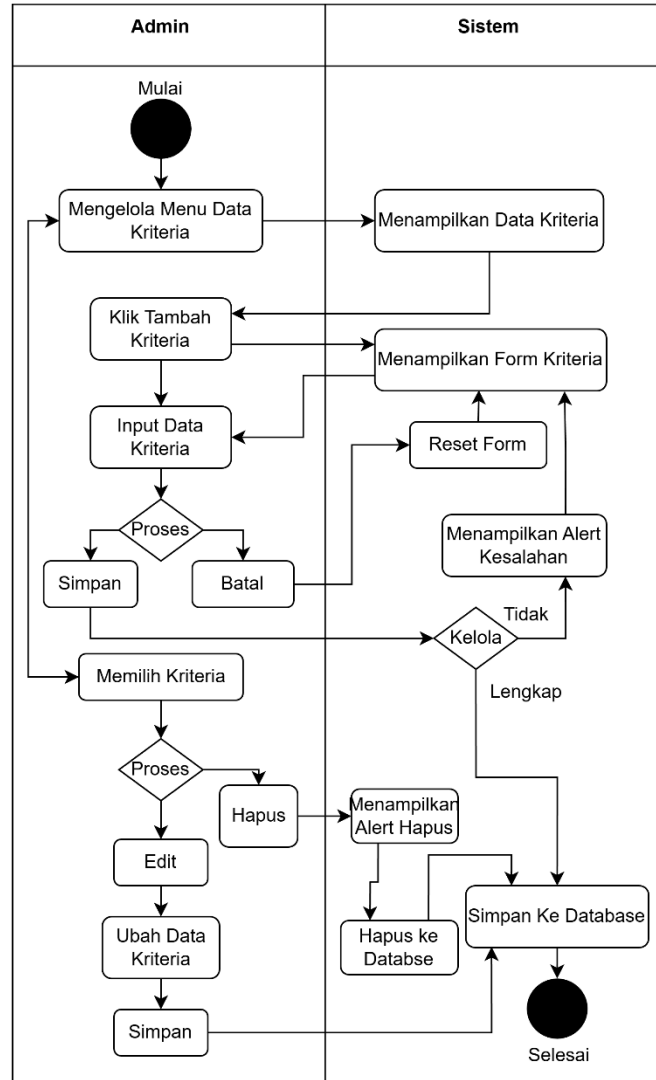 Admin
Sistem
Mulai
Mengelola Menu Data
Kriteria
Menampilkan Data Kriteria
Klik Tambah
Kriteria
Menampilkan Form Kriteria
Input Data
Kriteria
Reset Form
Proses
Menampilkan Alert
Kesalahan
Simpan
Batal
Tidak
Kelola
Memilih Kriteria
Lengkap
Proses
Hapus
Menampilkan
Alert Hapus
Edit
Simpan Ke Database
Hapus ke
Databse
Ubah Data
Kriteria
Simpan
Selesai